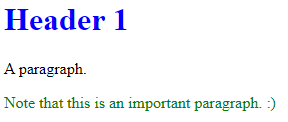 Header 1
A paragraph.
Note that this is an important paragraph. :)